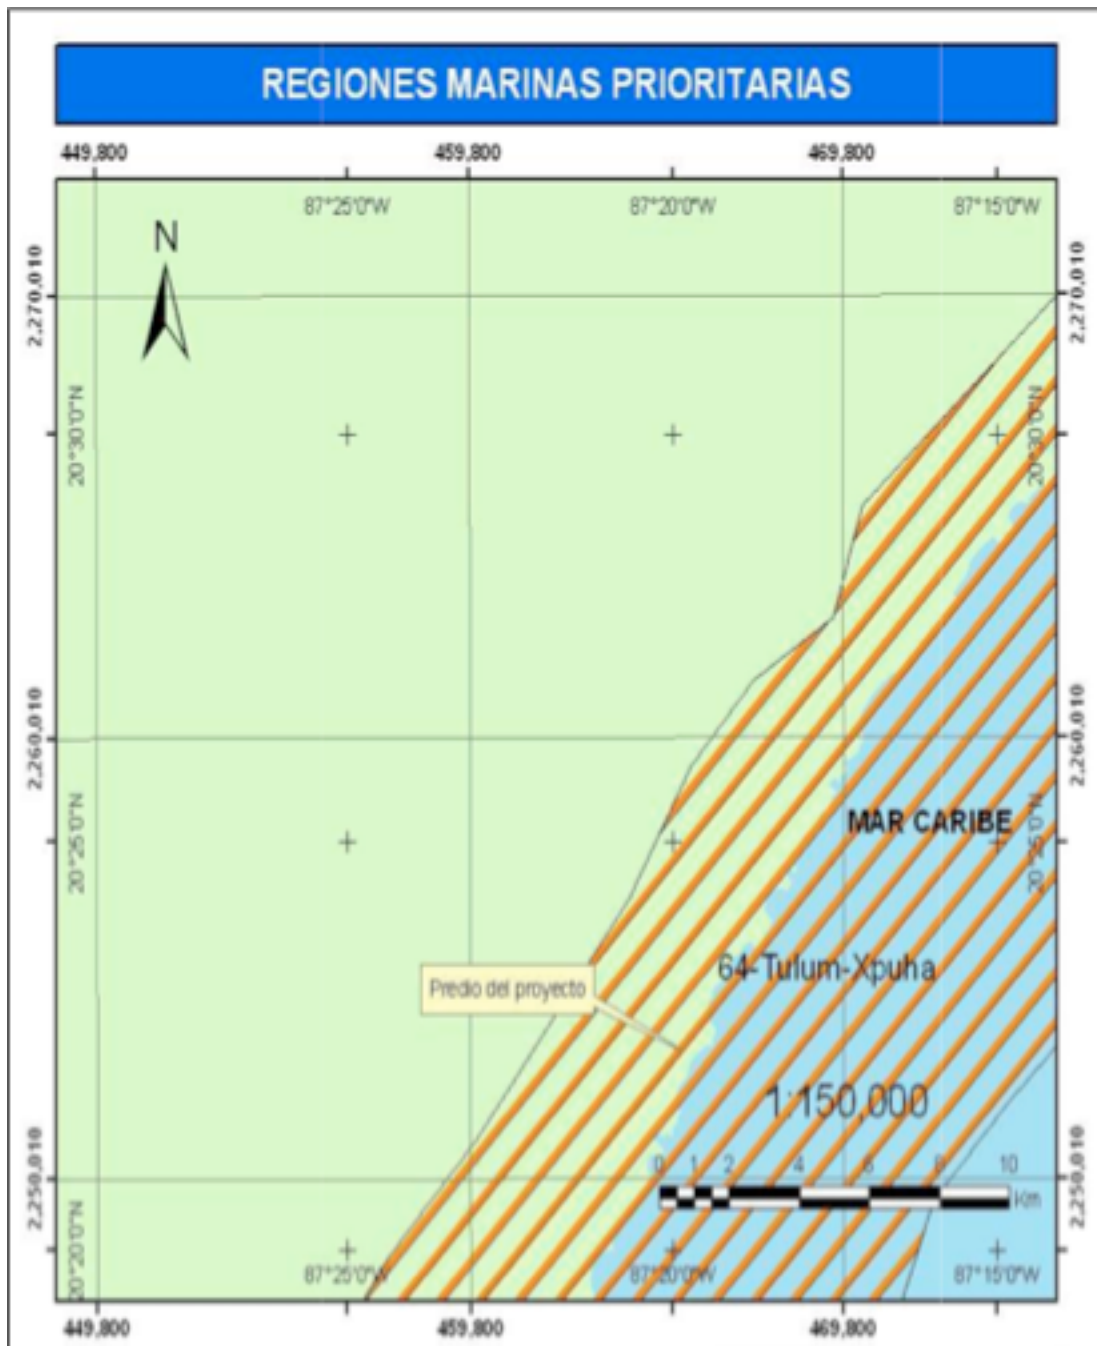 REGIONES MARINAS PRIORITARIAS
449,800 459,800 469,800
87°25'0"W 87°20'0"W 87°15'0"W
N
2,270,010 2,270,010
20°30'0"N 20°30'0"N
2,260,010 2,260,010
MAR CARIBE
20°25'0"N 20°25'0"N
64-Tulum-Xpuha
Predio del proyecto
1:150,000
0 1 2 4 6 8 10
Km
2,250,010 2,250,010
20°20'0"N
87°25'0"W 87°20'0"W 87°15'0"W
449,800 459,800 469,800